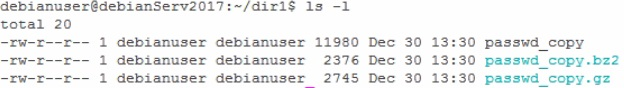 debianuser@debianServ2017:~/dir1$ ls -l
total 20
-rw-r--r-- 1 debianuser debianuser 11980 Dec 30 13:30 passwd_copy
-rw-r--r-- 1 debianuser debianuser  2376 Dec 30 13:30 passwd_copy.bz2
-rw-r--r-- 1 debianuser debianuser  2745 Dec 30 13:30 passwd_copy.gz